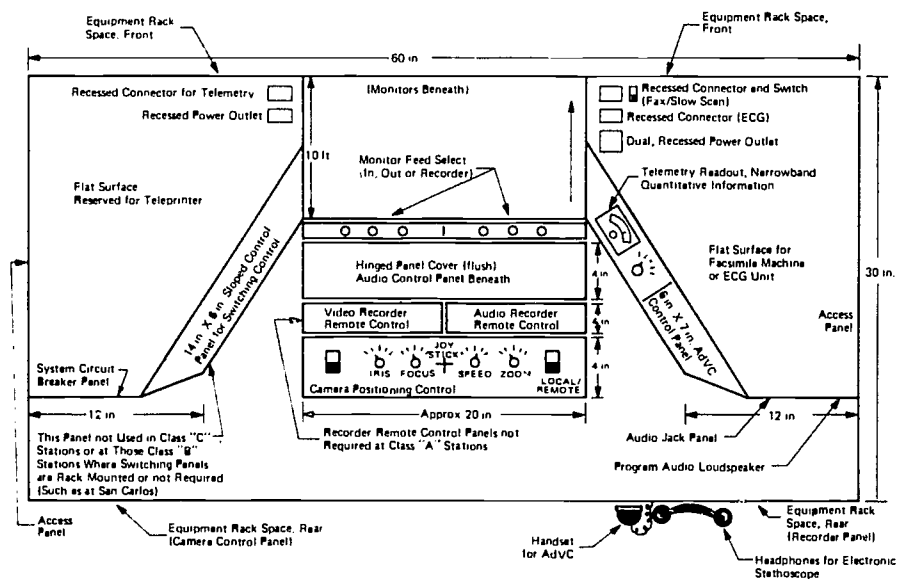 Equipment Rack
Space, Front
Equipment Rack Space,
Front
60 in
Recessed Connector for Telemetry
Recessed Power Outlet
(Monitors Beneath)
Recessed Connector and Switch
(Fax/Slow Scan)
Recessed Connector (ECG)
Dual, Recessed Power Outlet
10 ft
Monitor Feed Select
(In, Out or Recorder)
Telemetry Readout, Narrowband
Quantitative Information
Flat Surface
Reserved for Teleprinter
14 in X 6 in Sloped Control
Panel for Switching Control
Hinged Panel Cover (flush)
Audio Control Panel Beneath
4 in
Flat Surface for
Facsimile Machine
or ECG Unit
30 in.
6 in X 7 in. AdVC
Control Panel
Access
Panel
Video Recorder
Remote Control
Audio Recorder
Remote Control
4 in
JOY
STICK
IRIS
FOCUS
SPEED
ZOOM
LOCAL/
REMOTE
Camera Positioning Control
4 in
System Circuit
Breaker Panel
12 in
Approx 20 in
12 in
This Panel not Used in Class "C"
Stations or at Those Class "B"
Stations Where Switching Panels
are Rack Mounted or not Required
(Such as at San Carlos)
Recorder Remote Control Panels not
Required at Class "A" Stations
Audio Jack Panel
Program Audio Loudspeaker
Access
Panel
Equipment Rack Space, Rear
(Camera Control Panel)
Handset
for AdVC
Equipment Rack
Space, Rear
(Recorder Panel)
Headphones for Electronic
Stethoscope